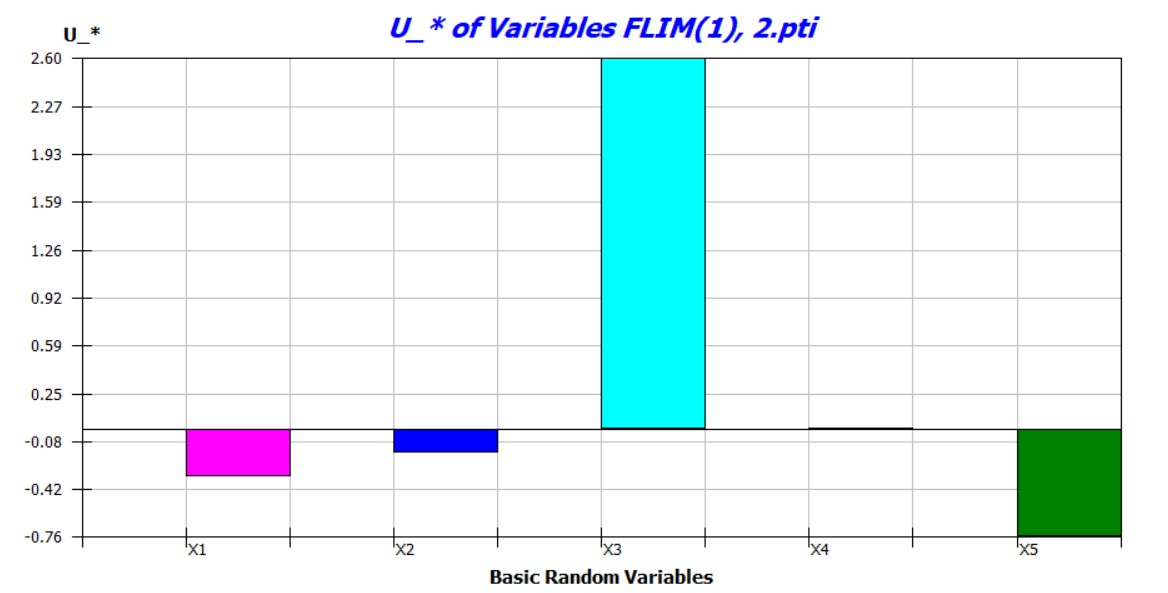 U_* of Variables FLIM(1), 2.pti
U_*
2.60
2.27
1.93
1.59
1.26
0.92
0.59
0.25
-0.08
-0.42
-0.76
X1 X2 X3 X4 X5
Basic Random Variables